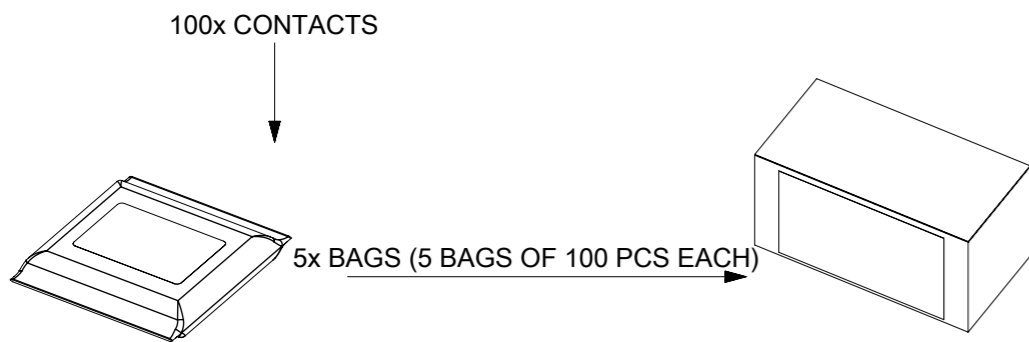 100x CONTACTS
5x BAGS (5 BAGS OF 100 PCS EACH)